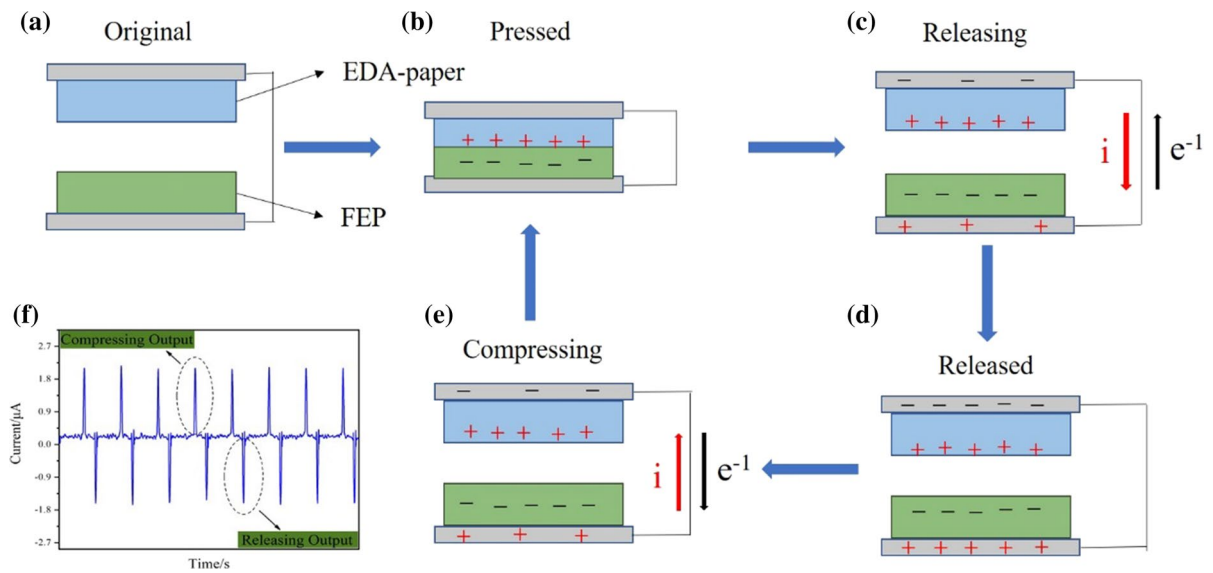 (a)
Original
EDA-paper
FEP
(b)
Pressed
+ + + + +
− − − − −
(c)
Releasing
− − −
+ + + + +
− − − − −
+ + +
i
e⁻¹
(d)
Released
− − − − −
+ + + + +
− − − − −
+ + + + +
(e)
Compressing
− − −
+ + + + +
− − − − −
+ + +
i
e⁻¹
(f)
Compressing Output
Releasing Output
2.7
1.8
0.9
0.0
-0.9
-1.8
-2.7
Current/μA
Time/s